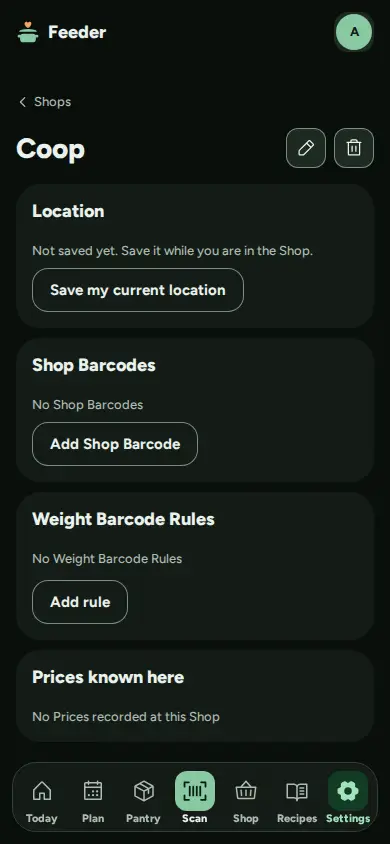 Feeder
A
Shops
Coop
Location
Not saved yet. Save it while you are in the Shop.
Save my current location
Shop Barcodes
No Shop Barcodes
Add Shop Barcode
Weight Barcode Rules
No Weight Barcode Rules
Add rule
Prices known here
No Prices recorded at this Shop
Today Plan Pantry Scan Shop Recipes Settings